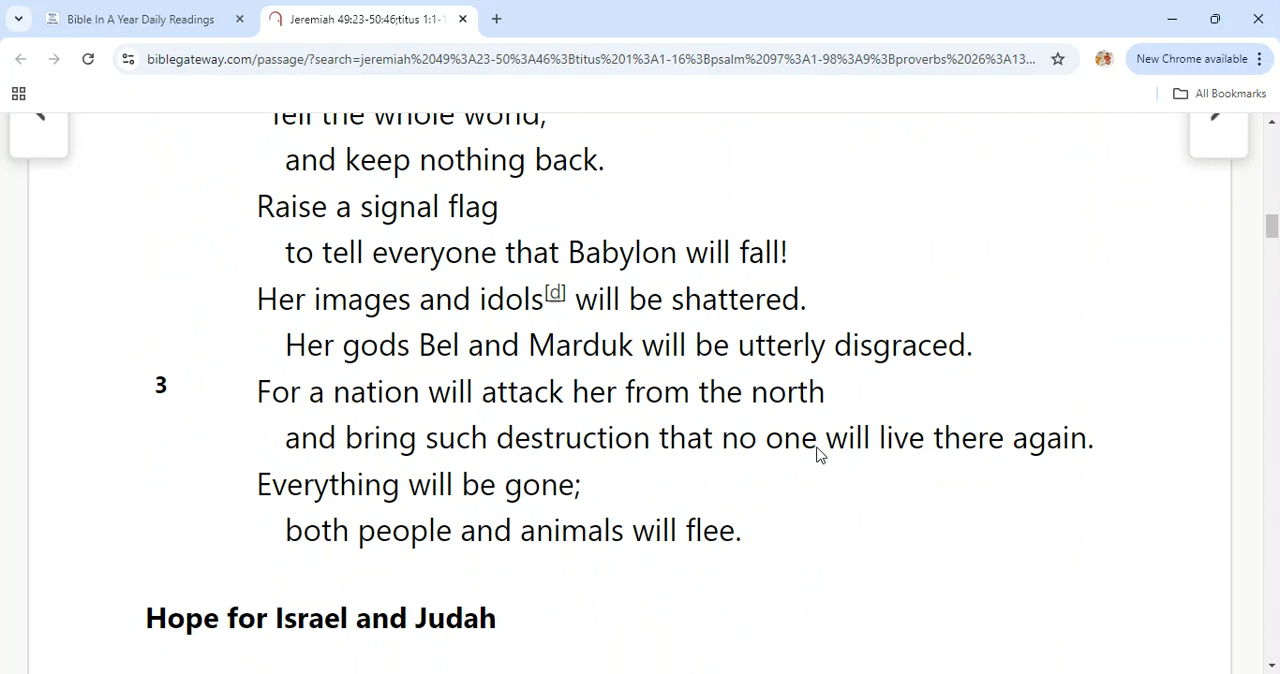 Bible In A Year Daily Readings
Jeremiah 49:23-50:46;titus 1:1-1
New Chrome available
biblegateway.com/passage/?search=jeremiah%2049%3A23-50%3A46%3Btitus%201%3A1-16%3Bpsalm%2097%3A1-98%3A9%3Bproverbs%2026%3A13...
All Bookmarks
Tell the whole world,
and keep nothing back.
Raise a signal flag
to tell everyone that Babylon will fall!
Her images and idols[d] will be shattered.
Her gods Bel and Marduk will be utterly disgraced.
3 For a nation will attack her from the north
and bring such destruction that no one will live there again.
Everything will be gone;
both people and animals will flee.
Hope for Israel and Judah